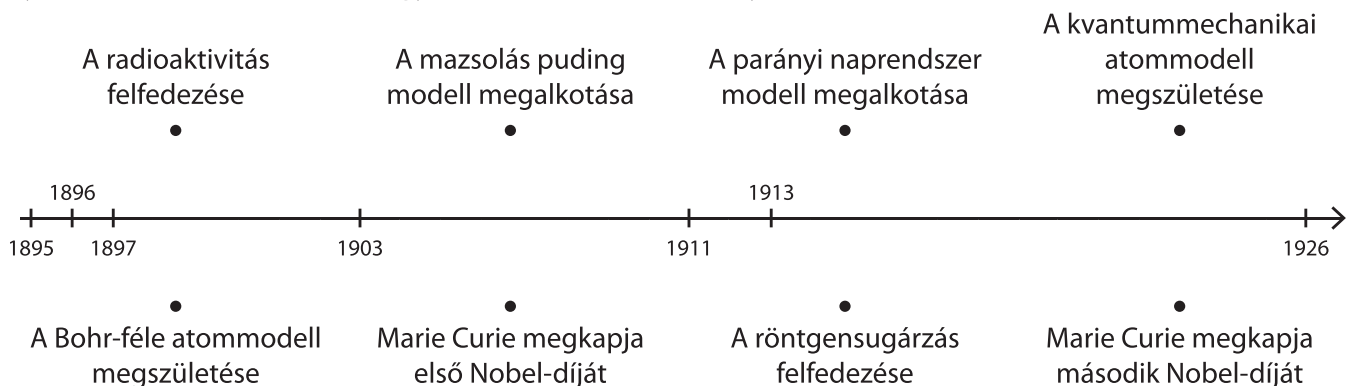 A radioaktivitás
felfedezése
A mazsolás puding
modell megalkotása
A parányi naprendszer
modell megalkotása
A kvantummechanikai
atommodell
megszületése
1896
1913
1895
1897
1903
1911
1926
A Bohr-féle atommodell
megszületése
Marie Curie megkapja
első Nobel-díját
A röntgensugárzás
felfedezése
Marie Curie megkapja
második Nobel-díját